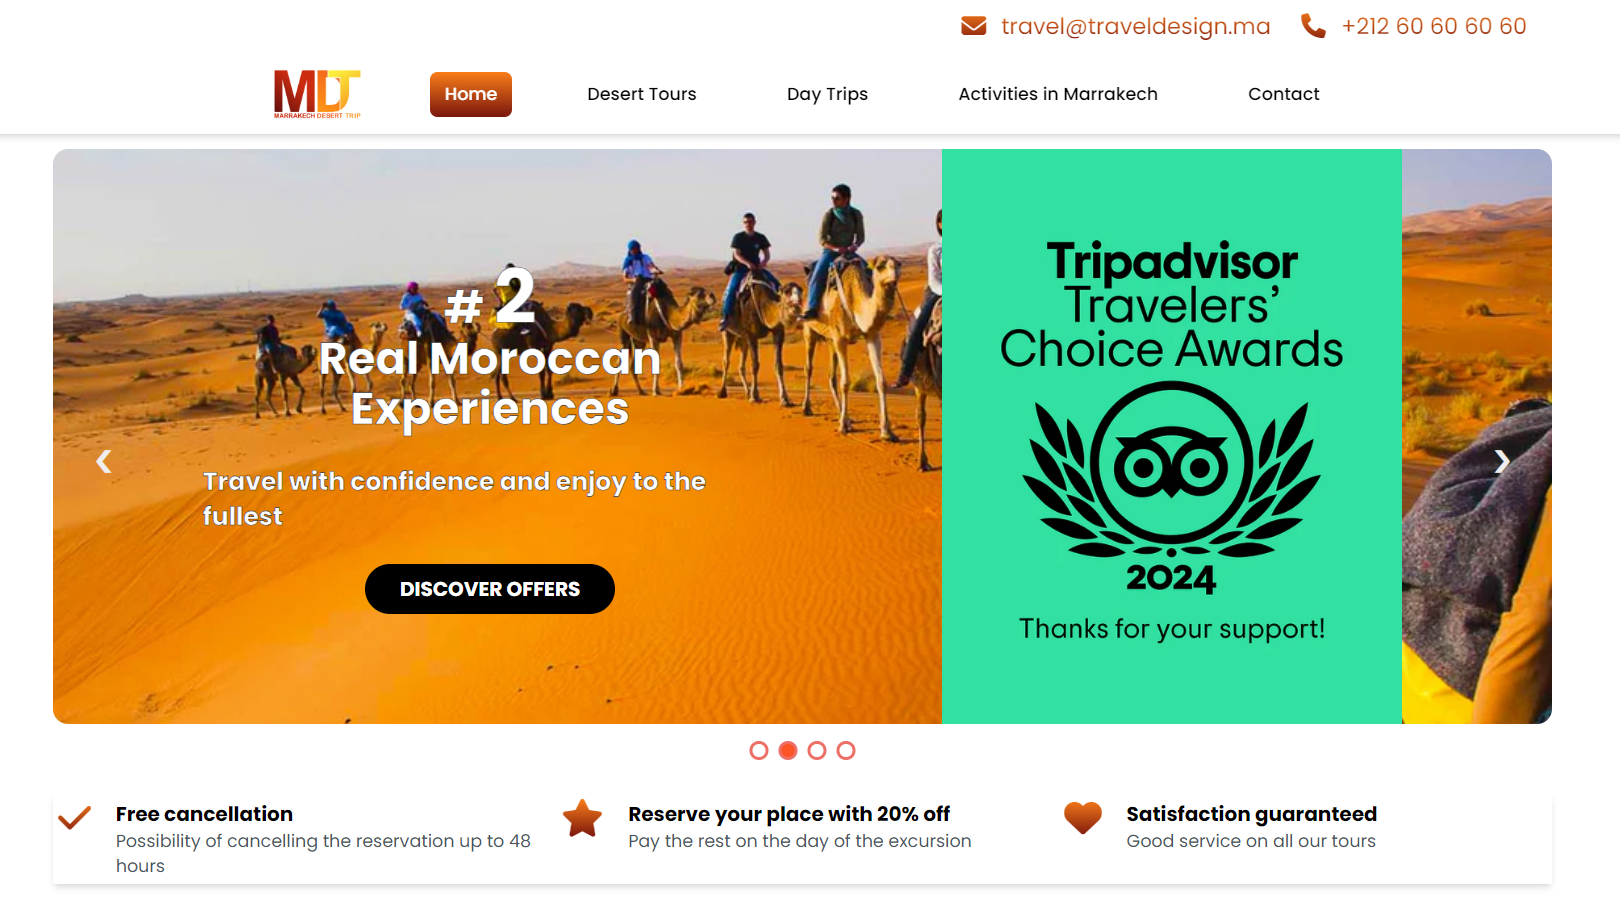 travel@traveldesign.ma +212 60 60 60 60
MDT
MARRAKECH DESERT TRIP
Home Desert Tours Day Trips Activities in Marrakech Contact
# 2
Real Moroccan
Experiences
Travel with confidence and enjoy to the
fullest
DISCOVER OFFERS
Tripadvisor
Travelers’
Choice Awards
2024
Thanks for your support!
❮
❯
Free cancellation
Possibility of cancelling the reservation up to 48
hours
Reserve your place with 20% off
Pay the rest on the day of the excursion
Satisfaction guaranteed
Good service on all our tours